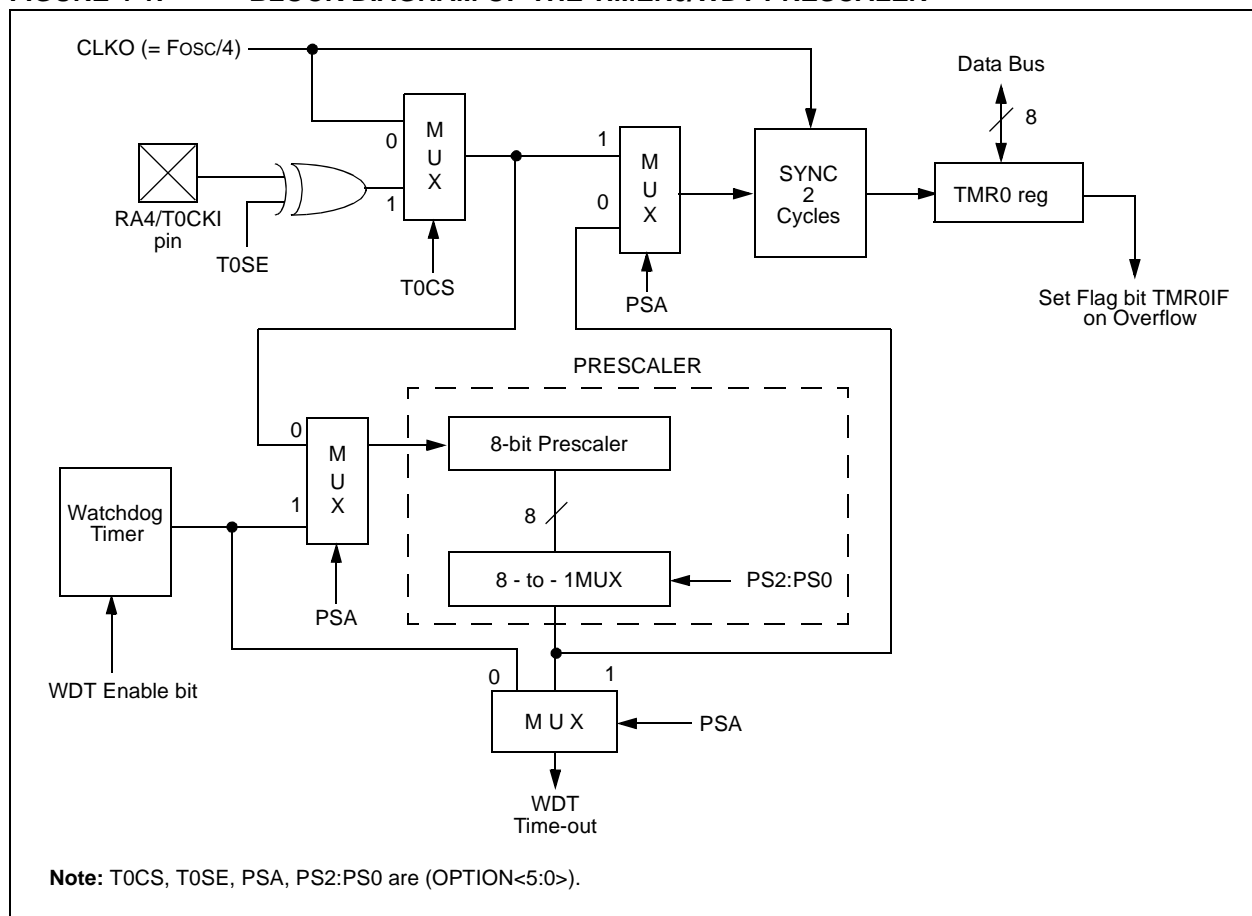 CLKO (= FOSC/4)
Data Bus
8
M
U
X
0
1
M
U
X
1
0
SYNC
2
Cycles
TMR0 reg
RA4/T0CKI
pin
T0SE
T0CS
PSA
Set Flag bit TMR0IF
on Overflow
PRESCALER
0
1
M
U
X
8-bit Prescaler
Watchdog
Timer
8
8 - to - 1MUX
PS2:PS0
PSA
WDT Enable bit
0
1
M U X
PSA
WDT
Time-out
Note: T0CS, T0SE, PSA, PS2:PS0 are (OPTION<5:0>).